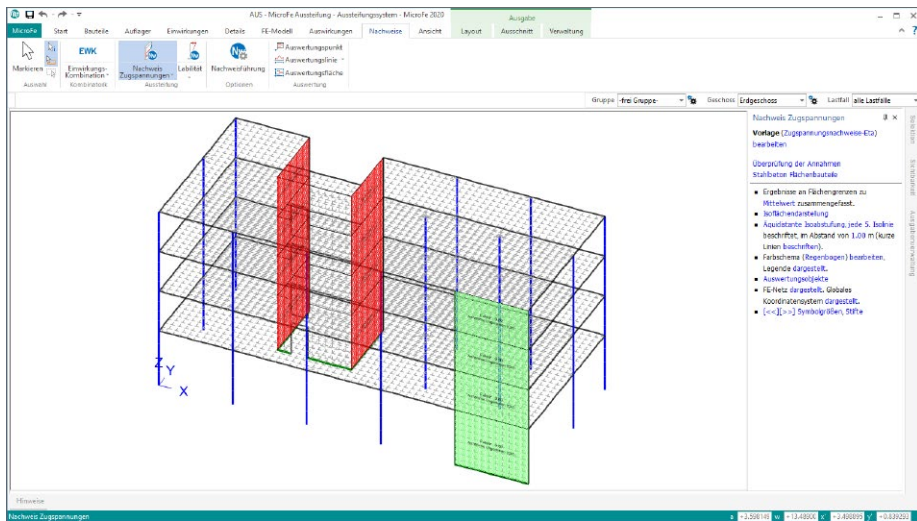 AUS - MicroFe Aussteifung - Aussteifungssystem - MicroFe 2020
Ausgabe
MicroFe Start Bauteile Auflager Einwirkungen Details FE-Modell Auswirkungen Nachweise Ansicht Layout Ausschnitt Verwaltung
Markieren
EWK
Einwirkungs-
Kombination
Nachweis
Zugspannungen
Labilität
Nachweisführung
Auswertungspunkt
Auswertungslinie
Auswertungsfläche
Auswahl Kombinatorik Aussteifung Optionen Auswertung
Gruppe -frei Gruppe- Geschoss Erdgeschoss Lastfall alle Lastfälle
Nachweis Zugspannungen
Vorlage (Zugspannungsnachweise-Eta)
bearbeiten
Überprüfung der Annahmen
Stahlbeton Flächenbauteile
Ergebnisse an Flächengrenzen zu
Mittelwert zusammengefasst.
Isoflächendarstellung
Äquidistante Isoabstufung, jede 5. Isolinie
beschriftet, im Abstand von 1.00 m (kurze
Linien beschriften).
Farbschema (Regenbogen) bearbeiten,
Legende dargestellt.
Auswertungsobjekte
FE-Netz dargestellt. Globales
Koordinatensystem dargestellt.
[<<][>>] Symbolgrößen, Stifte
Z
Y
X
Hinweise
Nachweis Zugspannungen